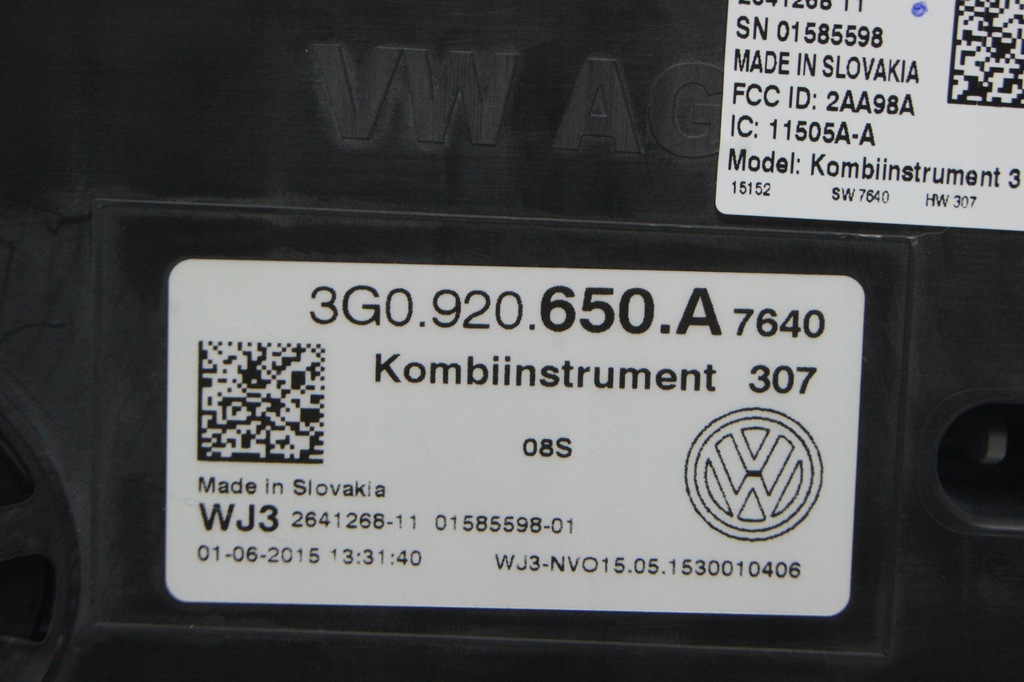 2641268 11
SN 01585598
MADE IN SLOVAKIA
FCC ID: 2AA98A
IC: 11505A-A
Model: Kombiinstrument 3
15152 SW 7640 HW 307
VW AG
3G0.920.650.A 7640
Kombiinstrument 307
08S
Made in Slovakia
WJ3 2641268-11 01585598-01
01-06-2015 13:31:40 WJ3-NVO15.05.1530010406